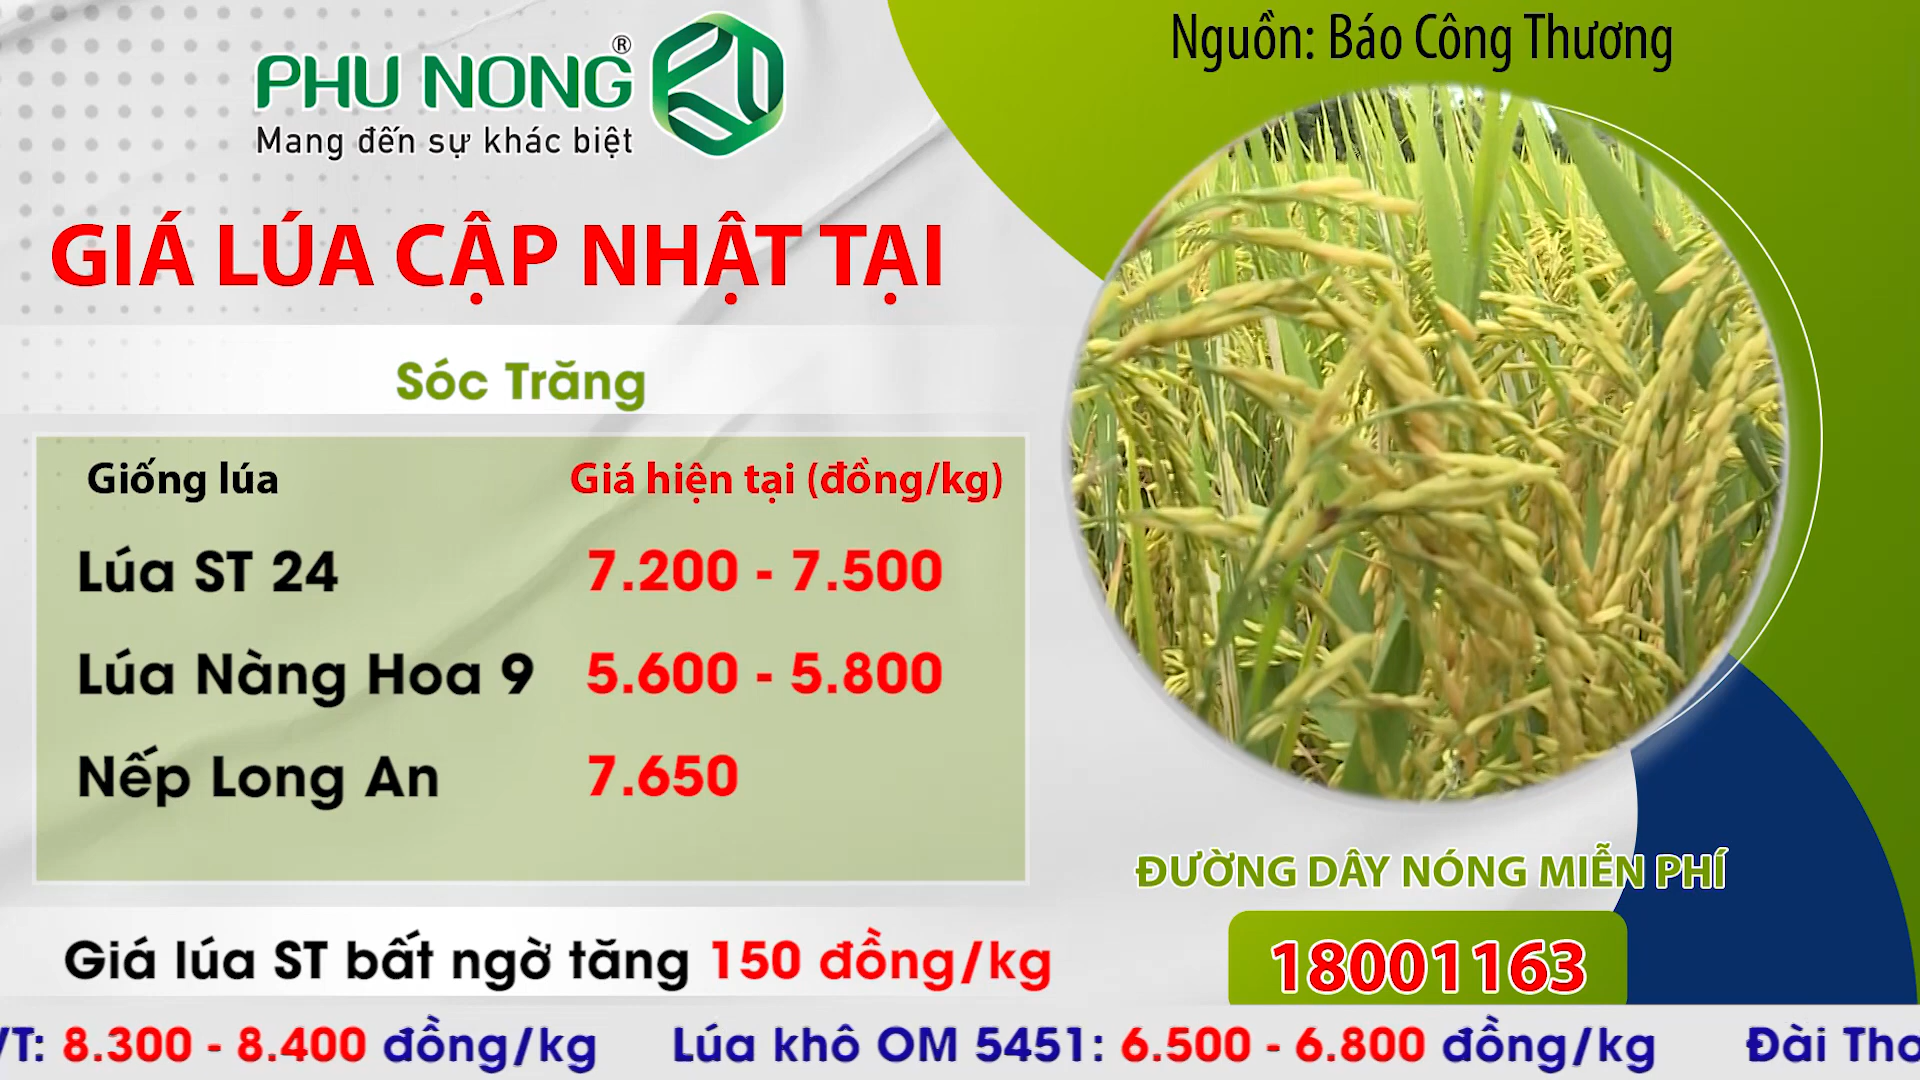 PHU NONG®
Mang đến sự khác biệt
Nguồn: Báo Công Thương
GIÁ LÚA CẬP NHẬT TẠI
Sóc Trăng
Giống lúa Giá hiện tại (đồng/kg)
Lúa ST 24 7.200 - 7.500
Lúa Nàng Hoa 9 5.600 - 5.800
Nếp Long An 7.650
ĐƯỜNG DÂY NÓNG MIỄN PHÍ
18001163
Giá lúa ST bất ngờ tăng 150 đồng/kg
T: 8.300 - 8.400 đồng/kg Lúa khô OM 5451: 6.500 - 6.800 đồng/kg Đài